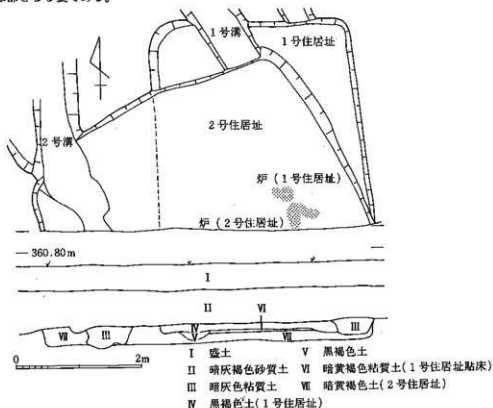 1号溝
1号住居址
2号溝
2号住居址
炉(1号住居址)
炉(2号住居址)
360.80m
I
II
VI
VII
III
IV
V
VII
III
0
2m
I 盛土
II 暗灰褐色砂質土
III 暗灰色粘質土
IV 黒褐色土(1号住居址)
V 黒褐色土
VI 暗黄褐色粘質土(1号住居址貼床)
VII 暗黄褐色土(2号住居址)